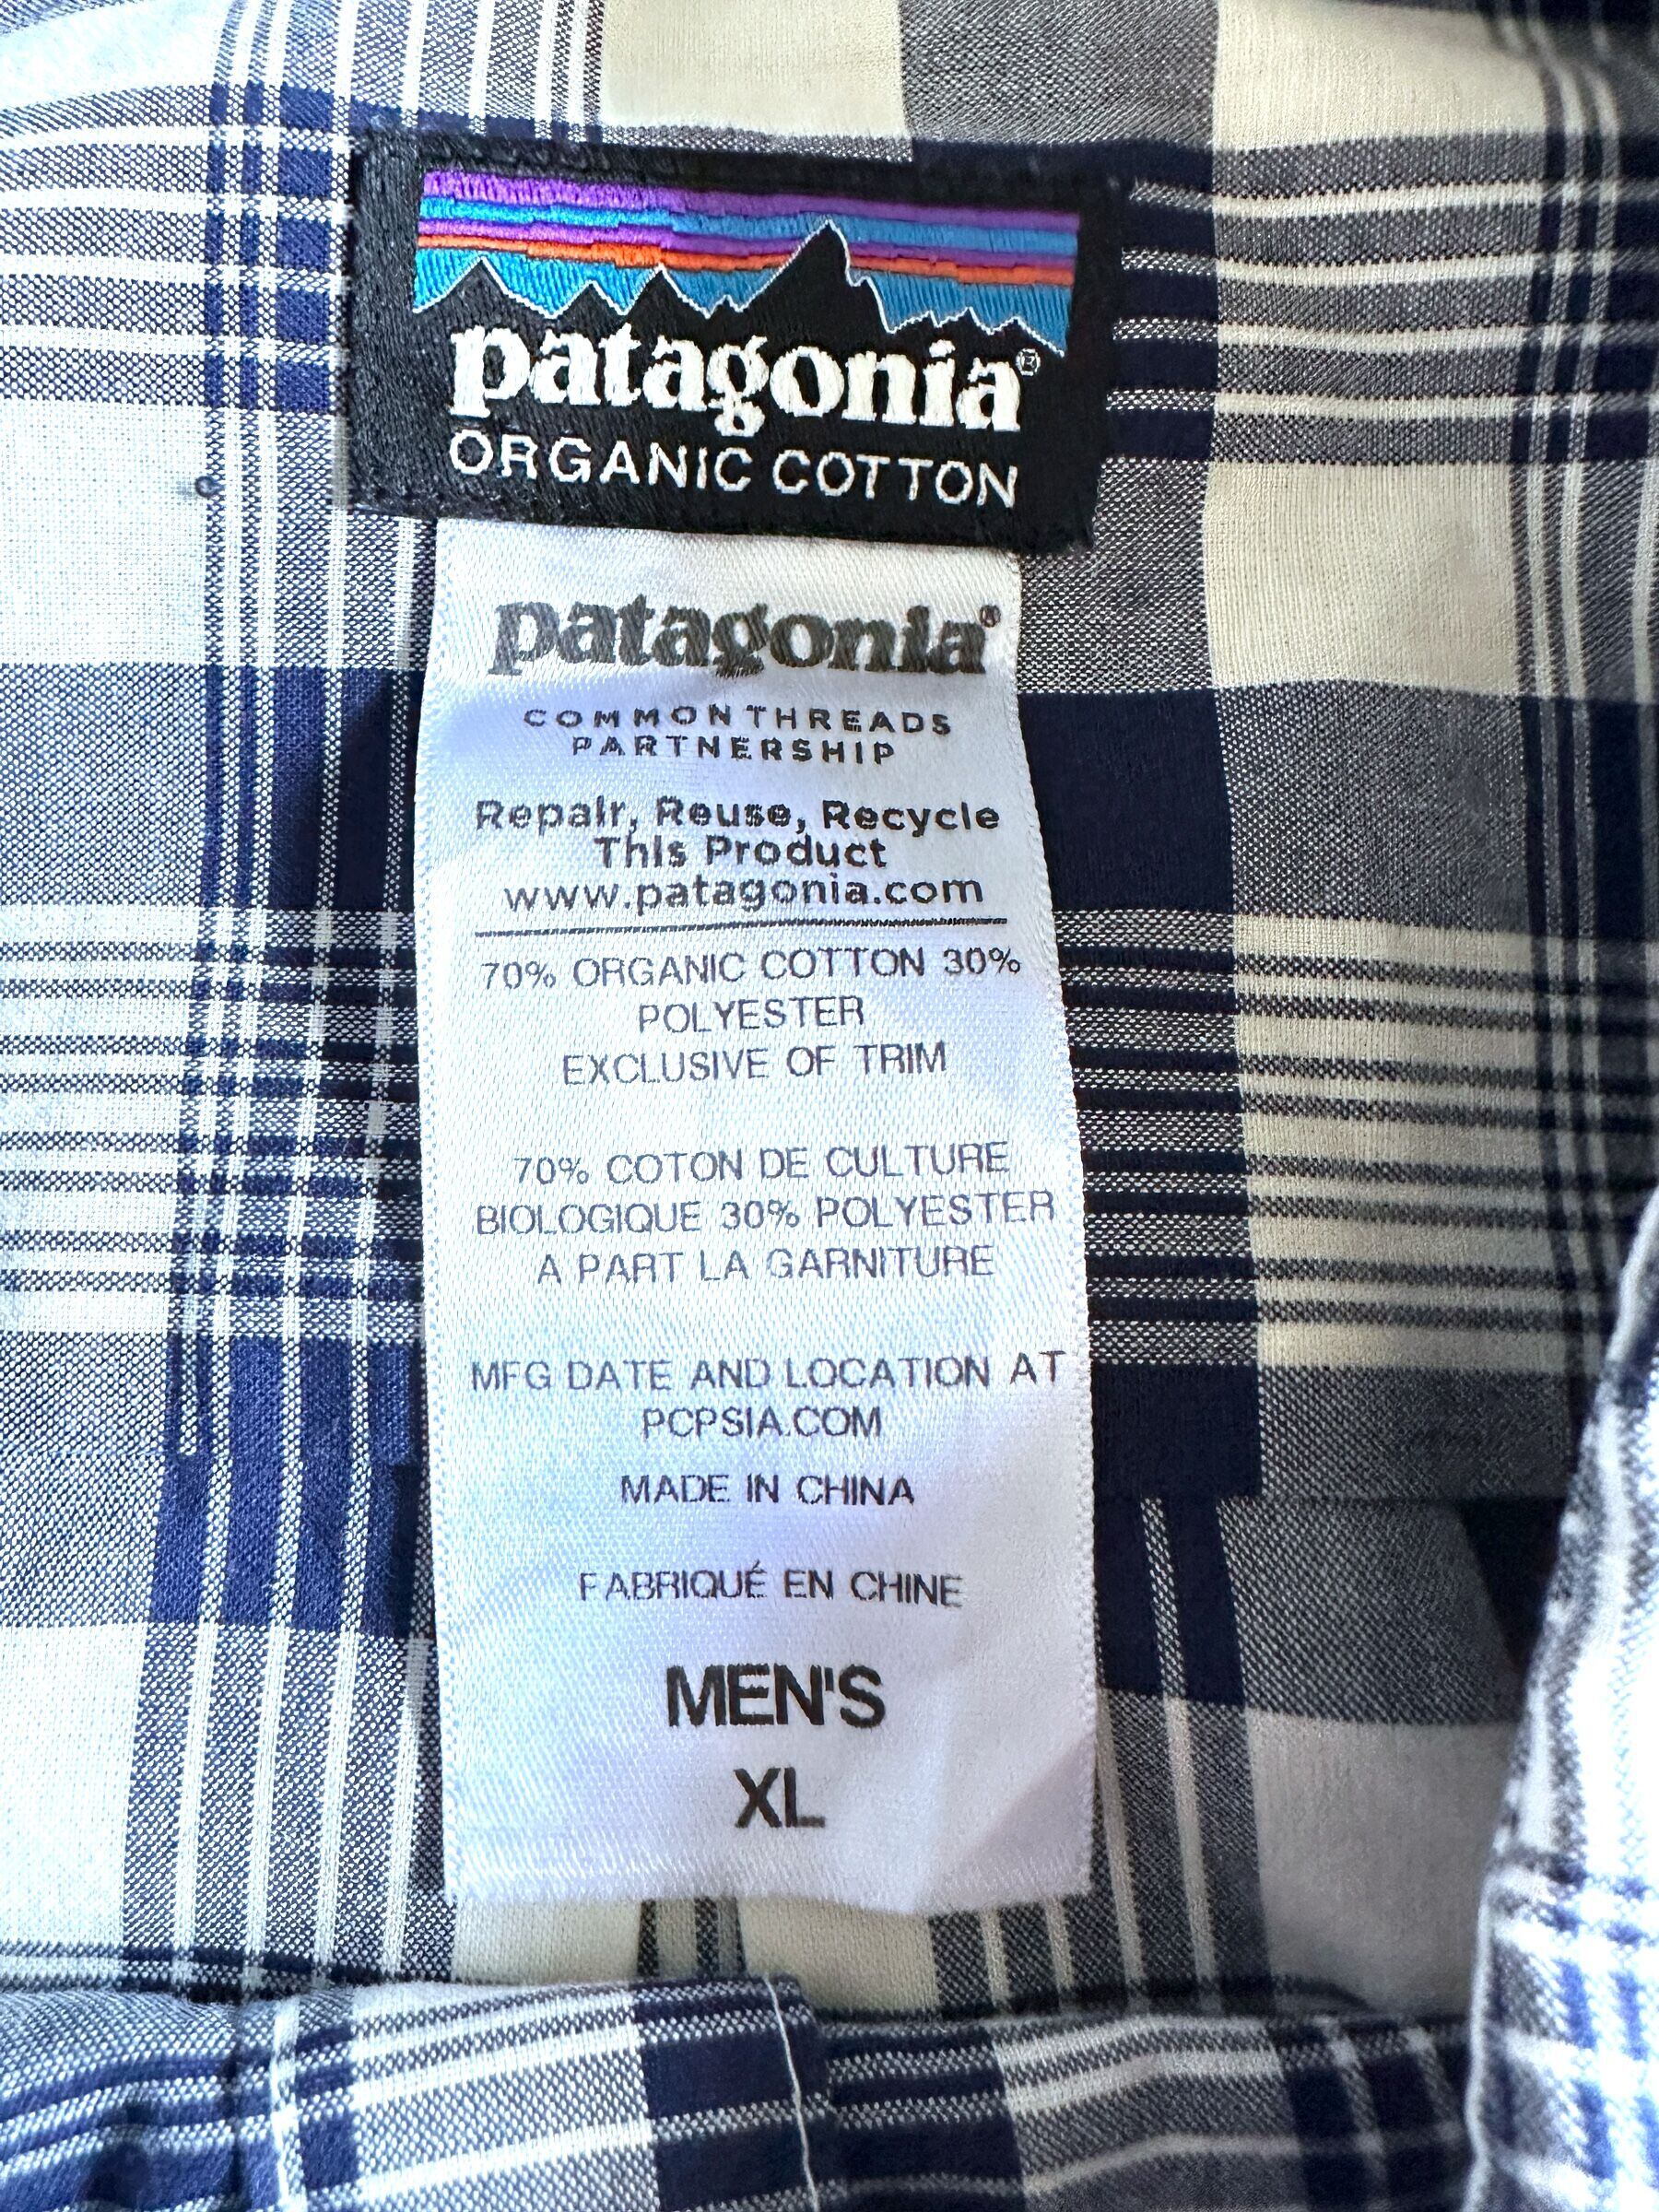 patagonia®
ORGANIC COTTON
patagonia®
COMMON THREADS
PARTNERSHIP
Repair, Reuse, Recycle
This Product
www.patagonia.com
70% ORGANIC COTTON 30%
POLYESTER
EXCLUSIVE OF TRIM
70% COTON DE CULTURE
BIOLOGIQUE 30% POLYESTER
A PART LA GARNITURE
MFG DATE AND LOCATION AT
PCPSIA.COM
MADE IN CHINA
FABRIQUÉ EN CHINE
MEN'S
XL